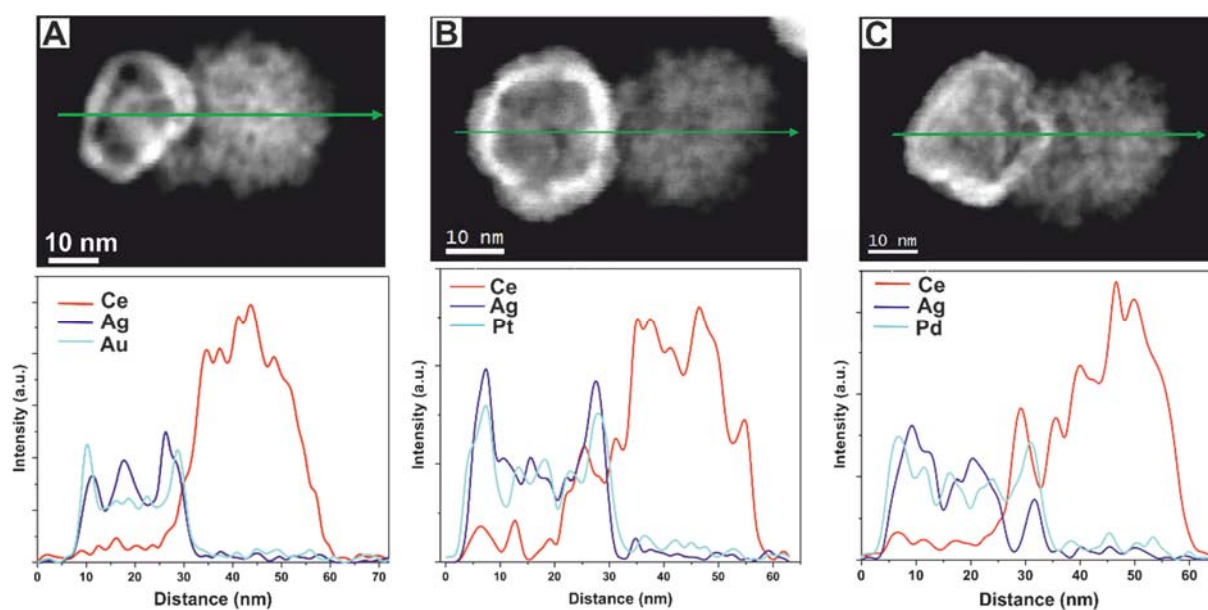 A
B
C
10 nm
10 nm
10 nm
Ce
Ag
Au
Intensity (a.u.)
0 10 20 30 40 50 60 70
Distance (nm)
Ce
Ag
Pt
Intensity (a.u.)
0 10 20 30 40 50 60
Distance (nm)
Ce
Ag
Pd
Intensity (a.u.)
0 10 20 30 40 50 60
Distance (nm)